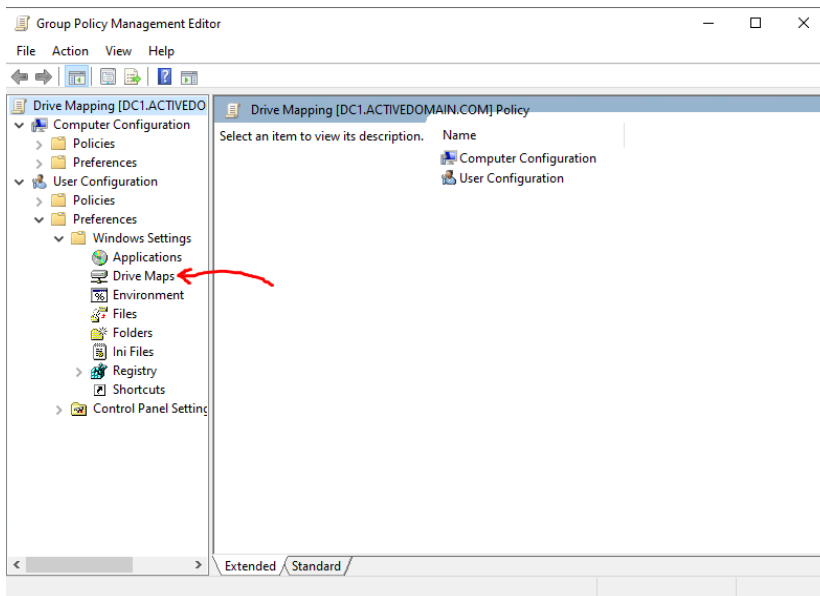 Group Policy Management Editor
File Action View Help
Drive Mapping [DC1.ACTIVEDO
Computer Configuration
Policies
Preferences
User Configuration
Policies
Preferences
Windows Settings
Applications
Drive Maps
Environment
Files
Folders
Ini Files
Registry
Shortcuts
Control Panel Setting
Drive Mapping [DC1.ACTIVEDOMAIN.COM] Policy
Select an item to view its description.
Name
Computer Configuration
User Configuration
Extended Standard